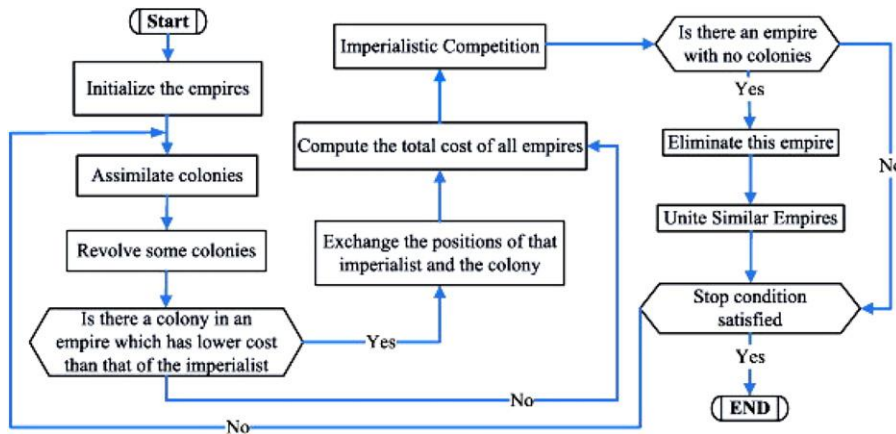 Start
Initialize the empires
Assimilate colonies
Revolve some colonies
Is there a colony in an
empire which has lower cost
than that of the imperialist
Yes
No
Exchange the positions of that
imperialist and the colony
Compute the total cost of all empires
Imperialistic Competition
Is there an empire
with no colonies
Yes
No
Eliminate this empire
Unite Similar Empires
Stop condition
satisfied
Yes
No
END